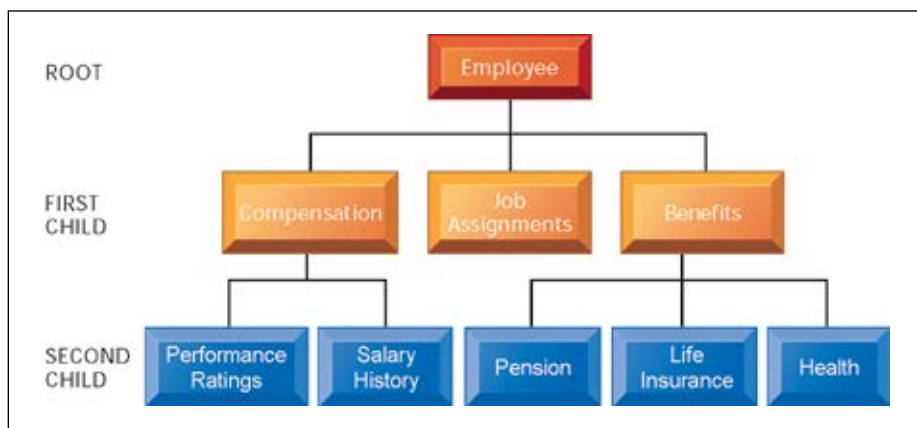 ROOT
Employee
FIRST
CHILD
Compensation
Job
Assignments
Benefits
SECOND
CHILD
Performance
Ratings
Salary
History
Pension
Life
Insurance
Health